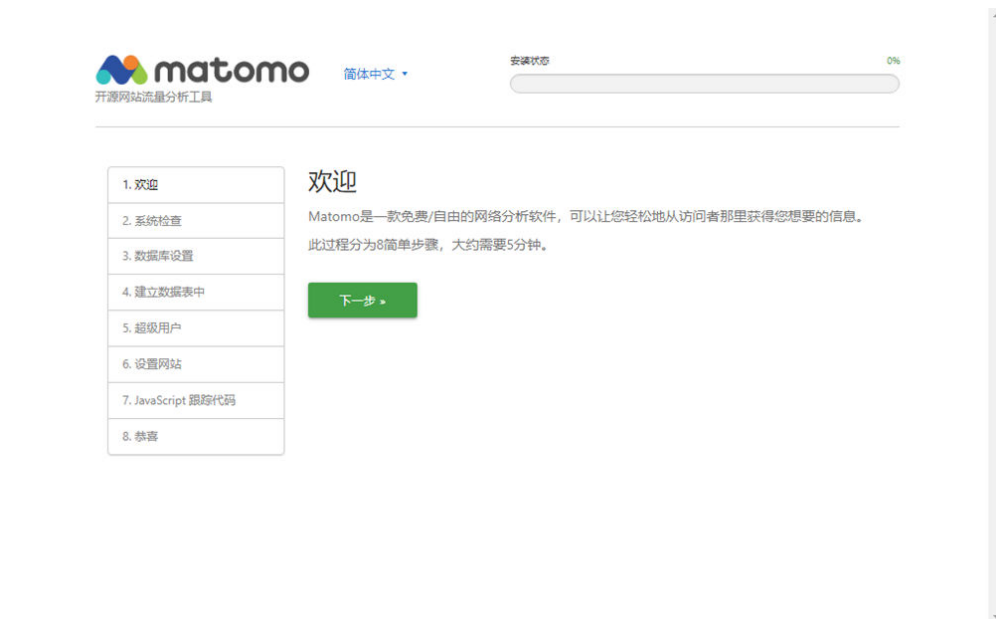 matomo
简体中文
安装状态
0%
开源网站流量分析工具
1. 欢迎
2. 系统检查
3. 数据库设置
4. 建立数据表中
5. 超级用户
6. 设置网站
7. JavaScript 跟踪代码
8. 恭喜
欢迎
Matomo是一款免费/自由的网络分析软件，可以让您轻松地从访问者那里获得您想要的信息。
此过程分为8简单步骤，大约需要5分钟。
下一步 »